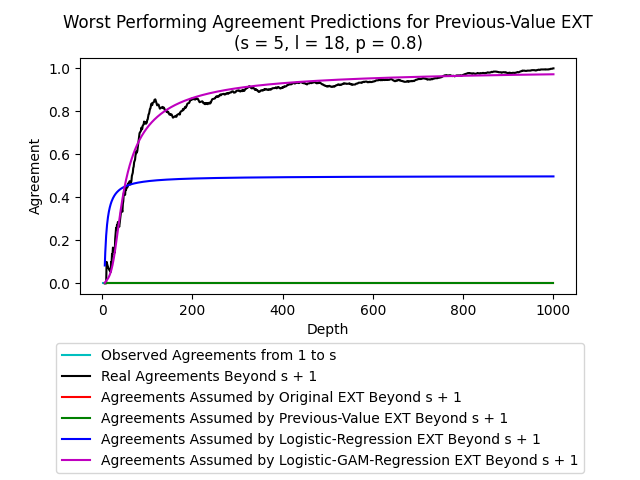 Worst Performing Agreement Predictions for Previous-Value EXT
(s = 5, l = 18, p = 0.8)
1.0
0.8
0.6
0.4
0.2
0.0
Agreement
0 200 400 600 800 1000
Depth
Observed Agreements from 1 to s
Real Agreements Beyond s + 1
Agreements Assumed by Original EXT Beyond s + 1
Agreements Assumed by Previous-Value EXT Beyond s + 1
Agreements Assumed by Logistic-Regression EXT Beyond s + 1
Agreements Assumed by Logistic-GAM-Regression EXT Beyond s + 1